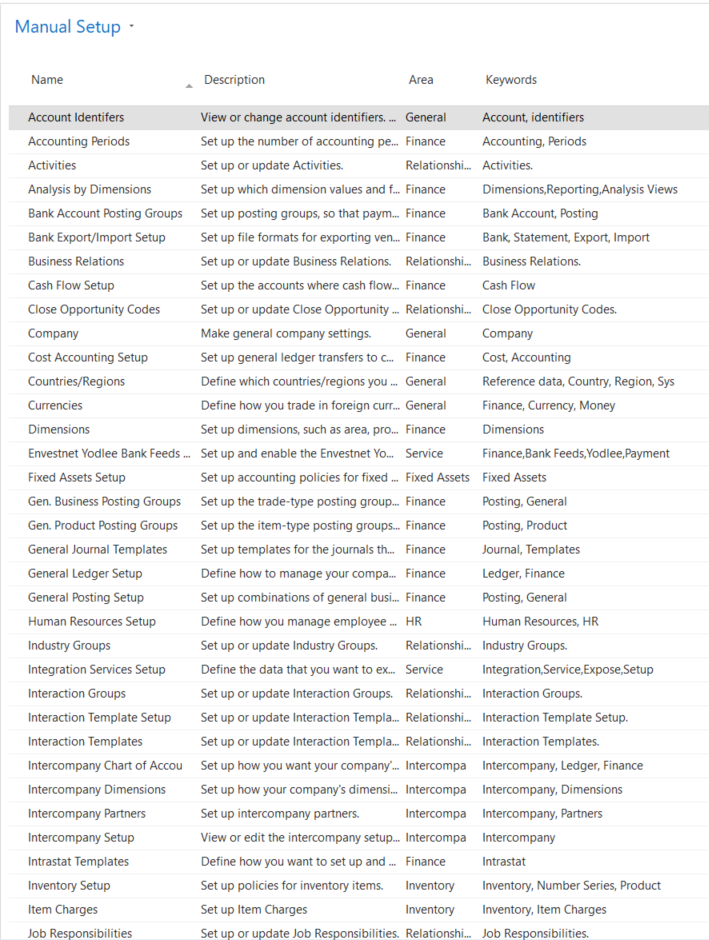 Manual Setup
Name Description Area Keywords
Account Identifers View or change account identifiers. ... General Account, identifiers
Accounting Periods Set up the number of accounting pe... Finance Accounting, Periods
Activities Set up or update Activities. Relationshi... Activities.
Analysis by Dimensions Set up which dimension values and f... Finance Dimensions,Reporting,Analysis Views
Bank Account Posting Groups Set up posting groups, so that paym... Finance Bank Account, Posting
Bank Export/Import Setup Set up file formats for exporting ven... Finance Bank, Statement, Export, Import
Business Relations Set up or update Business Relations. Relationshi... Business Relations.
Cash Flow Setup Set up the accounts where cash flow... Finance Cash Flow
Close Opportunity Codes Set up or update Close Opportunity ... Relationshi... Close Opportunity Codes.
Company Make general company settings. General Company
Cost Accounting Setup Set up general ledger transfers to c... Finance Cost, Accounting
Countries/Regions Define which countries/regions you ... General Reference data, Country, Region, Sys
Currencies Define how you trade in foreign curr... General Finance, Currency, Money
Dimensions Set up dimensions, such as area, pro... Finance Dimensions
Envestnet Yodlee Bank Feeds ... Set up and enable the Envestnet Yo... Service Finance,Bank Feeds,Yodlee,Payment
Fixed Assets Setup Set up accounting policies for fixed ... Fixed Assets Fixed Assets
Gen. Business Posting Groups Set up the trade-type posting group... Finance Posting, General
Gen. Product Posting Groups Set up the item-type posting groups... Finance Posting, Product
General Journal Templates Set up templates for the journals th... Finance Journal, Templates
General Ledger Setup Define how to manage your compa... Finance Ledger, Finance
General Posting Setup Set up combinations of general busi... Finance Posting, General
Human Resources Setup Define how you manage employee ... HR Human Resources, HR
Industry Groups Set up or update Industry Groups. Relationshi... Industry Groups.
Integration Services Setup Define the data that you want to ex... Service Integration,Service,Expose,Setup
Interaction Groups Set up or update Interaction Groups. Relationshi... Interaction Groups.
Interaction Template Setup Set up or update Interaction Templa... Relationshi... Interaction Template Setup.
Interaction Templates Set up or update Interaction Templa... Relationshi... Interaction Templates.
Intercompany Chart of Accou Set up how you want your company'... Intercompa Intercompany, Ledger, Finance
Intercompany Dimensions Set up how your company's dimensi... Intercompa Intercompany, Dimensions
Intercompany Partners Set up intercompany partners. Intercompa Intercompany, Partners
Intercompany Setup View or edit the intercompany setup... Intercompa Intercompany
Intrastat Templates Define how you want to set up and ... Finance Intrastat
Inventory Setup Set up policies for inventory items. Inventory Inventory, Number Series, Product
Item Charges Set up Item Charges Inventory Inventory, Item Charges
Job Responsibilities Set up or update Job Responsibilities. Relationshi... Job Responsibilities.